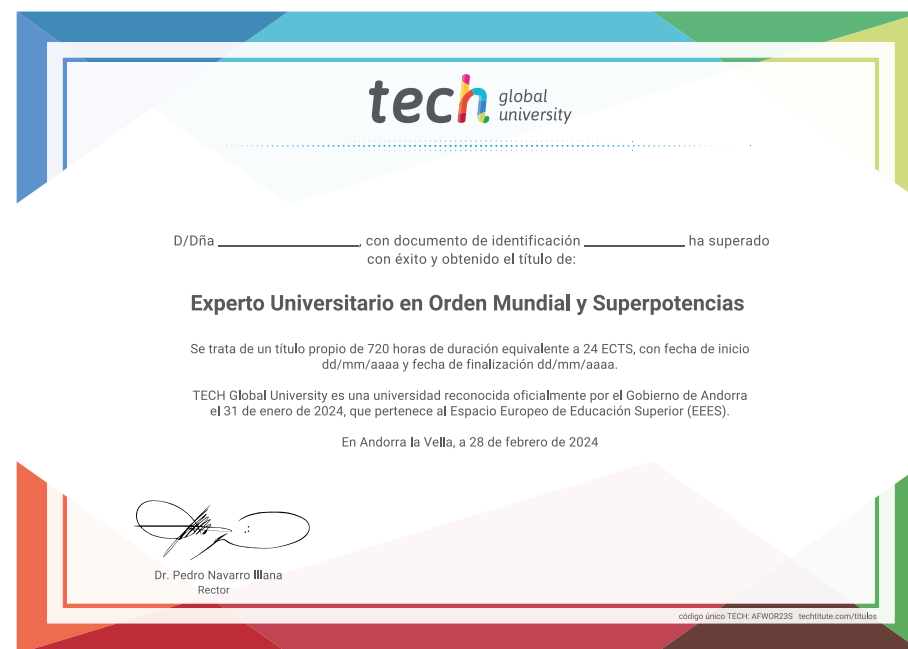 tech global university
D/Dña ____________________, con documento de identificación ______________ ha superado
con éxito y obtenido el título de:
Experto Universitario en Orden Mundial y Superpotencias
Se trata de un título propio de 720 horas de duración equivalente a 24 ECTS, con fecha de inicio
dd/mm/aaaa y fecha de finalización dd/mm/aaaa.
TECH Global University es una universidad reconocida oficialmente por el Gobierno de Andorra
el 31 de enero de 2024, que pertenece al Espacio Europeo de Educación Superior (EEES).
En Andorra la Vella, a 28 de febrero de 2024
Dr. Pedro Navarro Illana
Rector
código único TECH: AFWOR23S techtitute.com/titulos